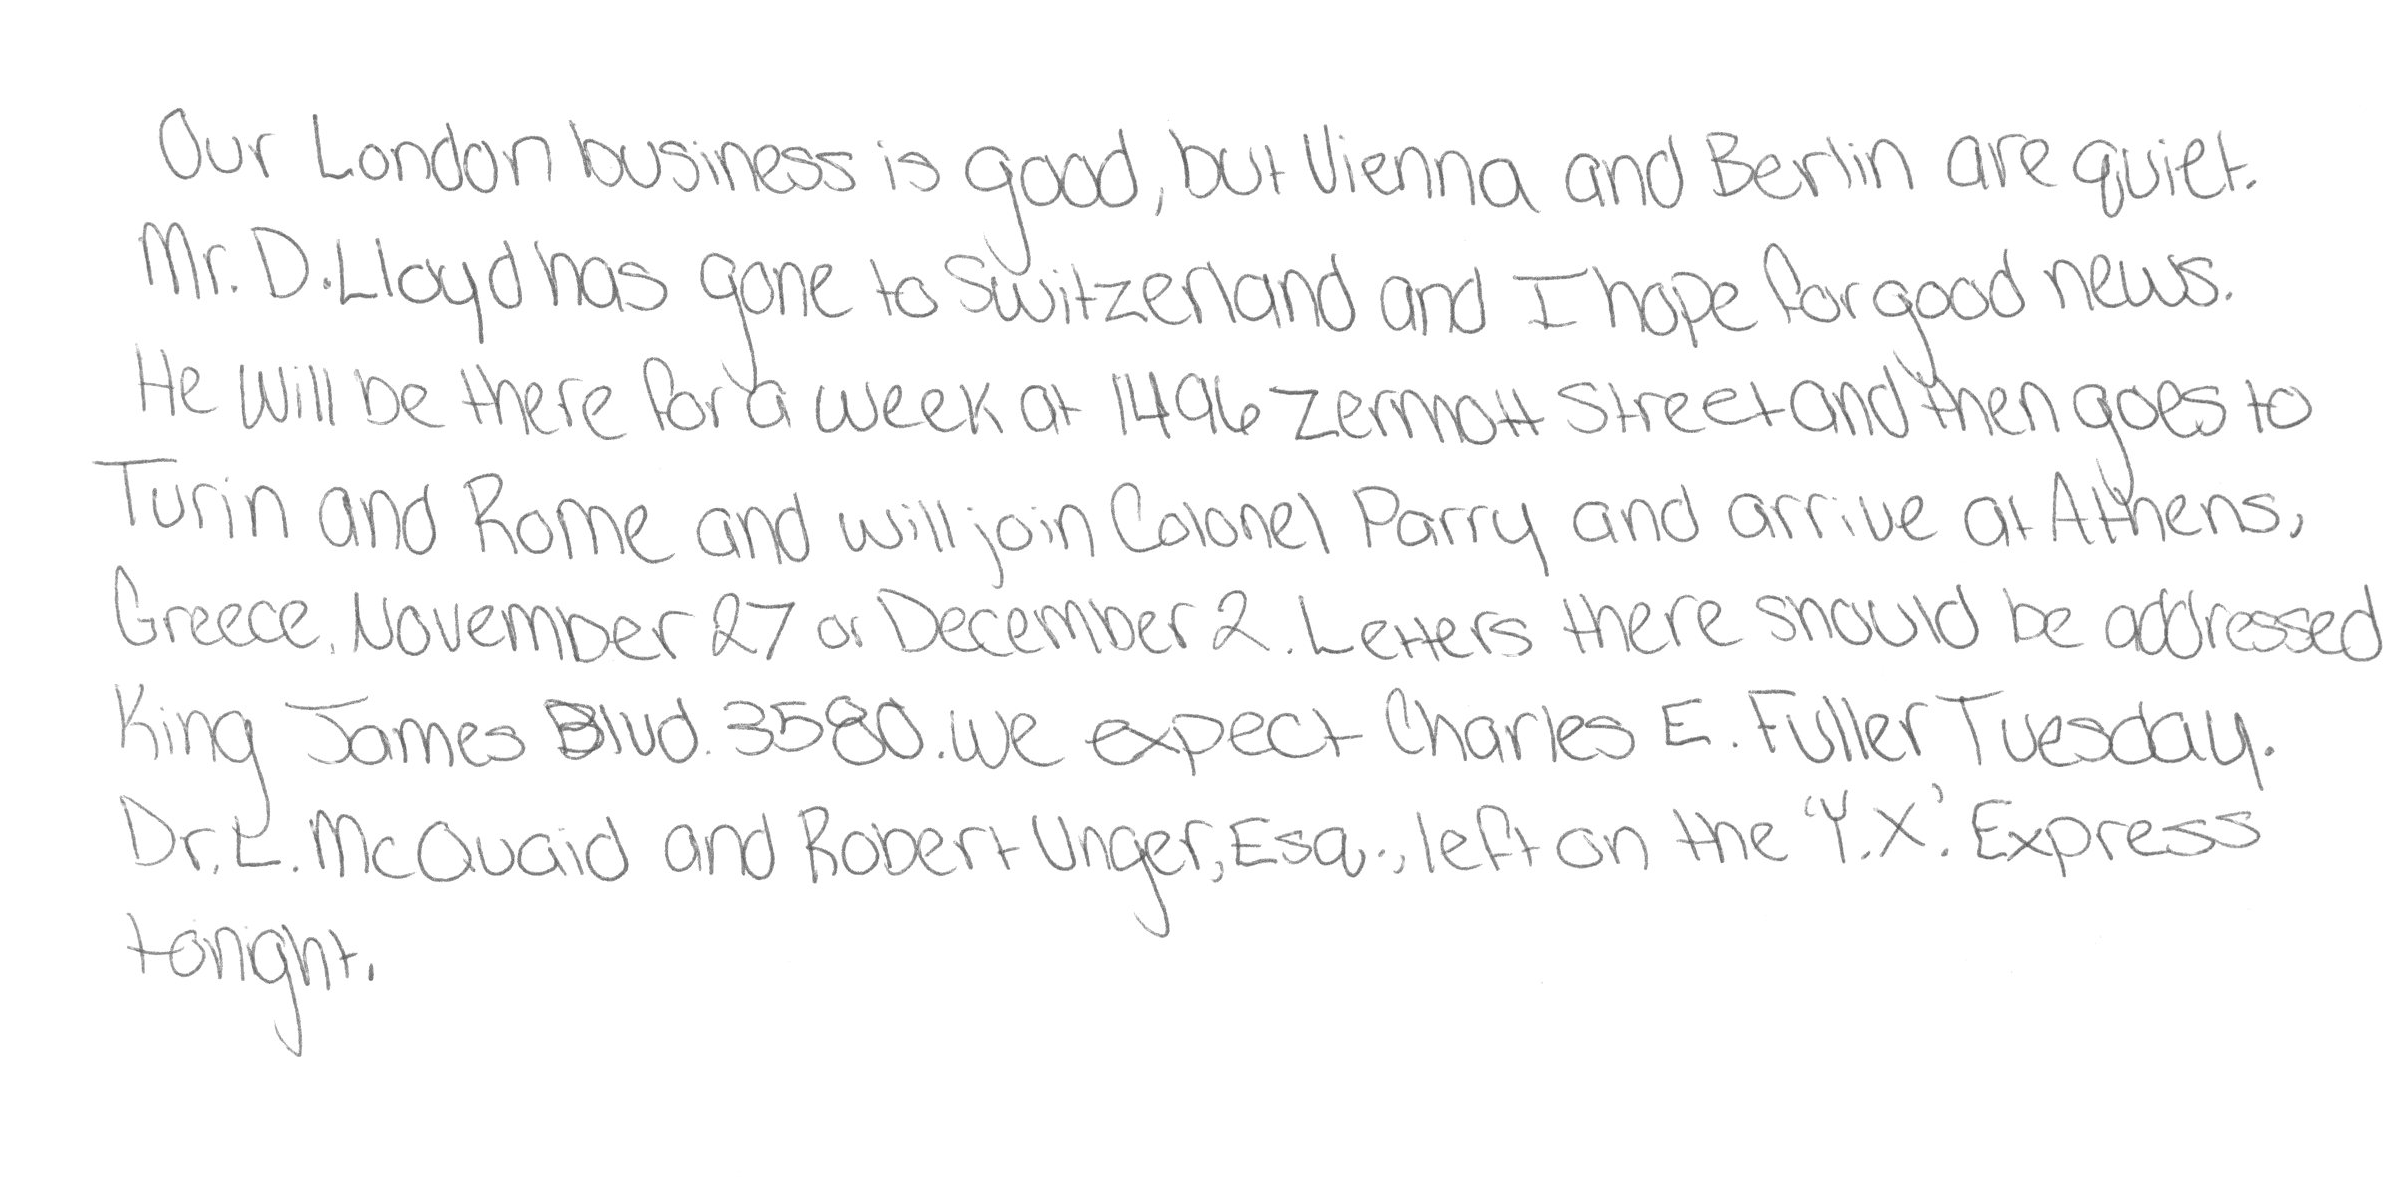 Our London business is good, but Vienna and Berlin are quiet.
Mr. D. Lloyd has gone to Switzerland and I hope for good news.
He will be there for a week at 1496 Zermott Street and then goes to
Turin and Rome and will join Colonel Parry and arrive at Athens,
Greece, November 27 or December 2. Letters there should be addressed
King James Blvd. 3580. We expect Charles E. Fuller Tuesday.
Dr. L. McQuaid and Robert Unger, Esq., left on the 'Y.X.' Express
tonight.